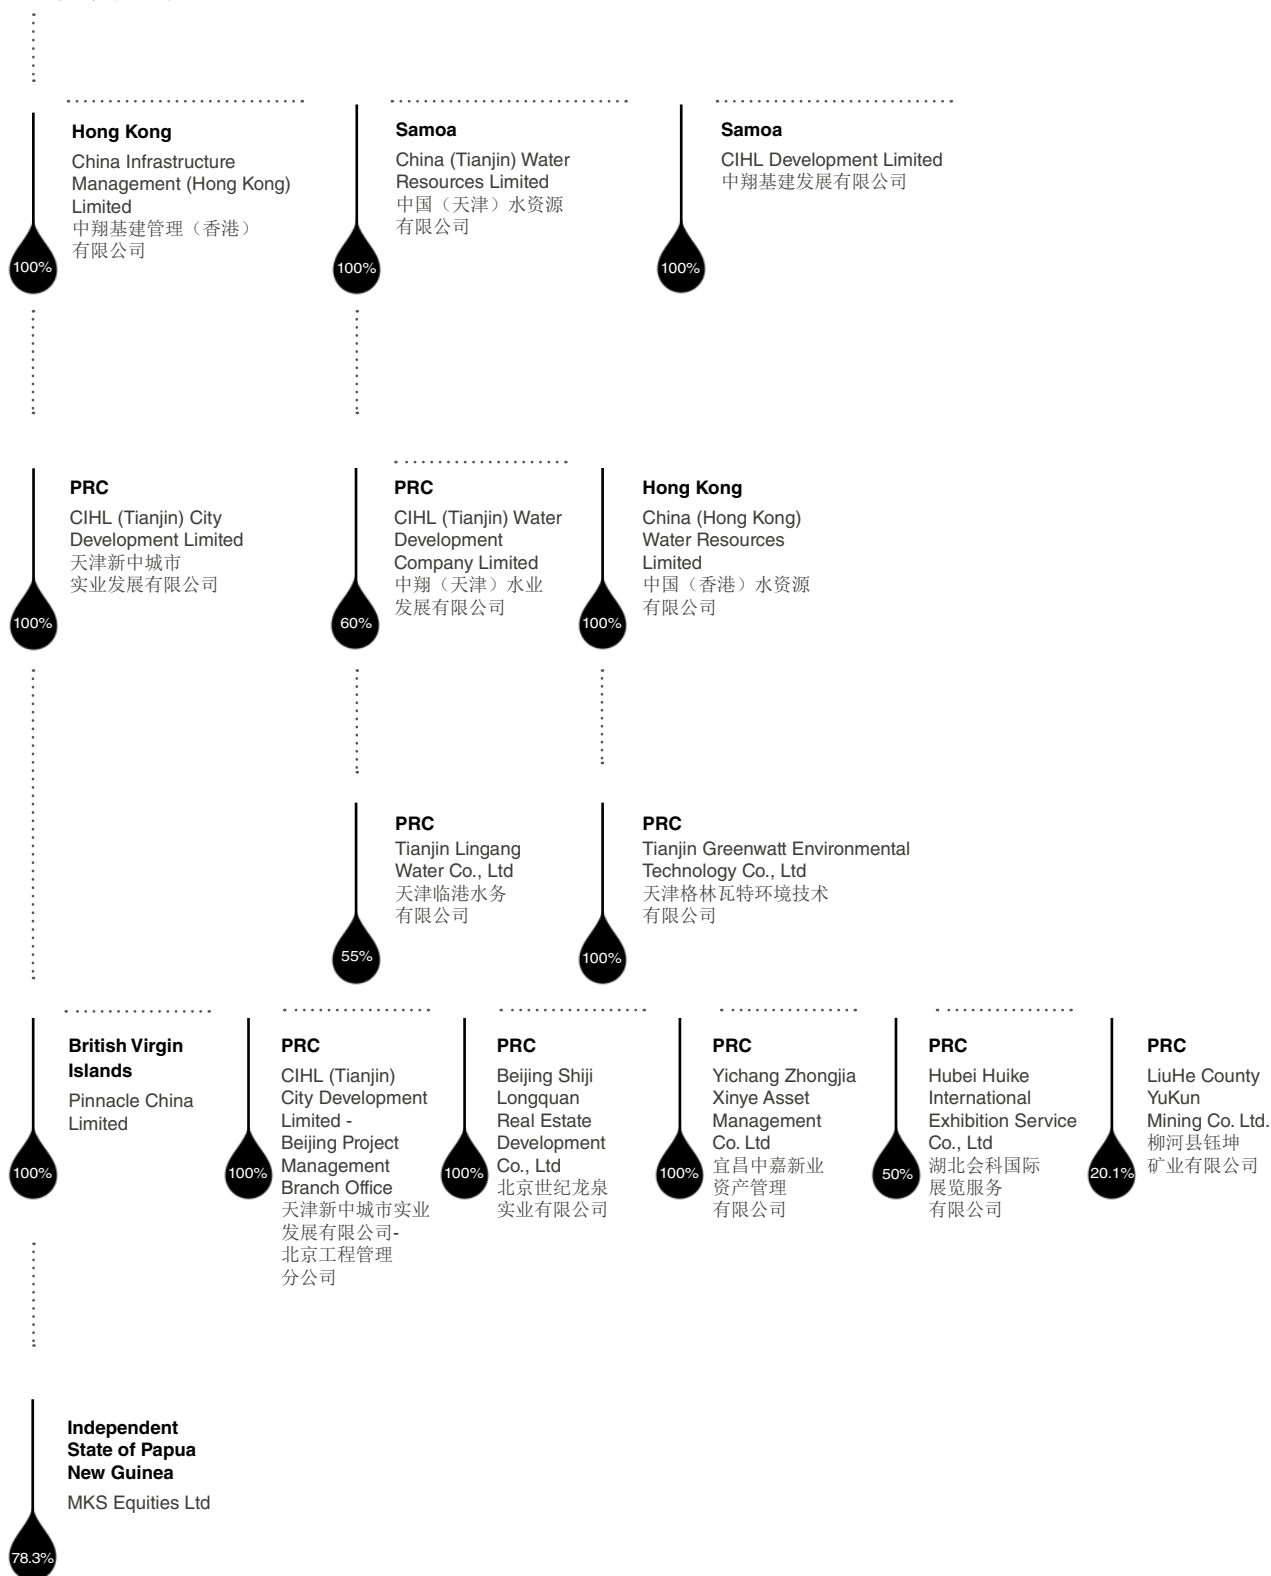 Hong Kong
China Infrastructure
Management (Hong Kong)
Limited
中翔基建管理（香港）
有限公司
100%
Samoa
China (Tianjin) Water
Resources Limited
中国（天津）水资源
有限公司
100%
Samoa
CIHL Development Limited
中翔基建发展有限公司
100%
PRC
CIHL (Tianjin) City
Development Limited
天津新中城市
实业发展有限公司
100%
PRC
CIHL (Tianjin) Water
Development
Company Limited
中翔（天津）水业
发展有限公司
60%
Hong Kong
China (Hong Kong)
Water Resources
Limited
中国（香港）水资源
有限公司
100%
PRC
Tianjin Lingang
Water Co., Ltd
天津临港水务
有限公司
55%
PRC
Tianjin Greenwatt Environmental
Technology Co., Ltd
天津格林瓦特环境技术
有限公司
100%
British Virgin
Islands
Pinnacle China
Limited
100%
PRC
CIHL (Tianjin)
City Development
Limited -
Beijing Project
Management
Branch Office
天津新中城市实业
发展有限公司-
北京工程管理
分公司
100%
PRC
Beijing Shiji
Longquan
Real Estate
Development
Co., Ltd
北京世纪龙泉
实业有限公司
100%
PRC
Yichang Zhongjia
Xinye Asset
Management
Co. Ltd
宜昌中嘉新业
资产管理
有限公司
100%
PRC
Hubei Huike
International
Exhibition Service
Co., Ltd
湖北会科国际
展览服务
有限公司
50%
PRC
LiuHe County
YuKun
Mining Co. Ltd.
柳河县钰坤
矿业有限公司
20.1%
Independent
State of Papua
New Guinea
MKS Equities Ltd
78.3%